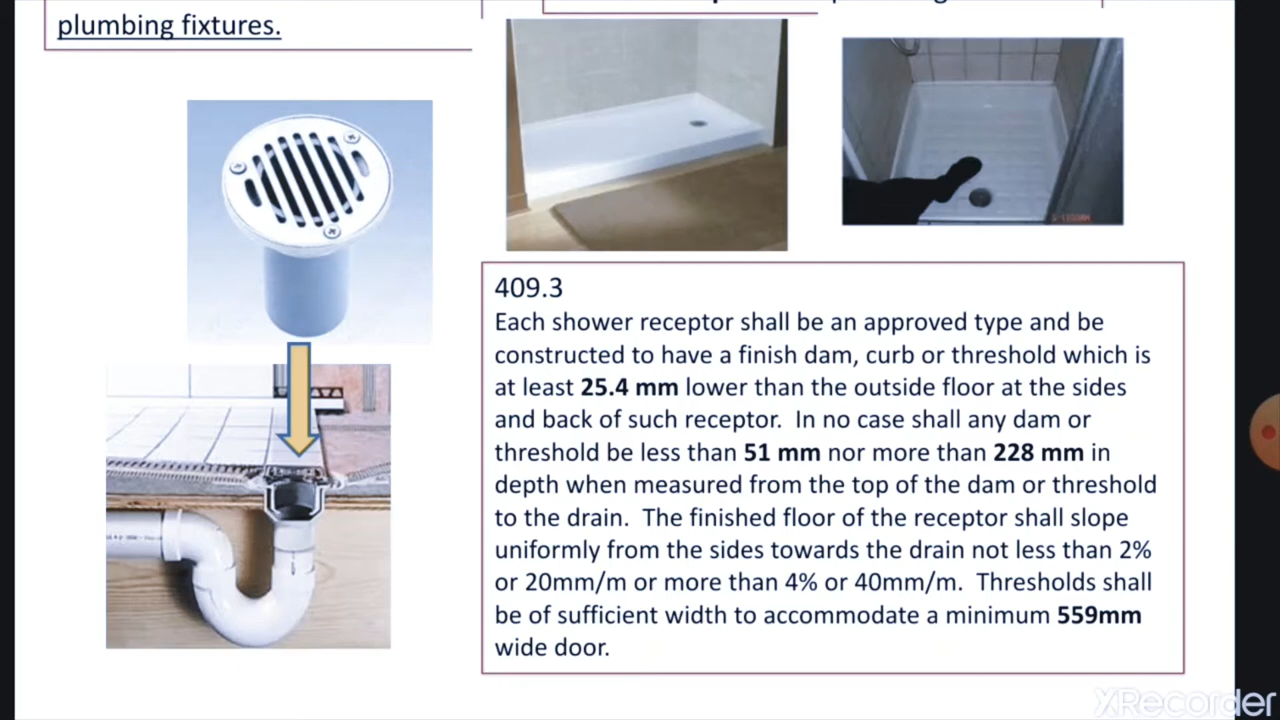 plumbing fixtures.
409.3
Each shower receptor shall be an approved type and be
constructed to have a finish dam, curb or threshold which is
at least 25.4 mm lower than the outside floor at the sides
and back of such receptor. In no case shall any dam or
threshold be less than 51 mm nor more than 228 mm in
depth when measured from the top of the dam or threshold
to the drain. The finished floor of the receptor shall slope
uniformly from the sides towards the drain not less than 2%
or 20mm/m or more than 4% or 40mm/m. Thresholds shall
be of sufficient width to accommodate a minimum 559mm
wide door.
XRecorder